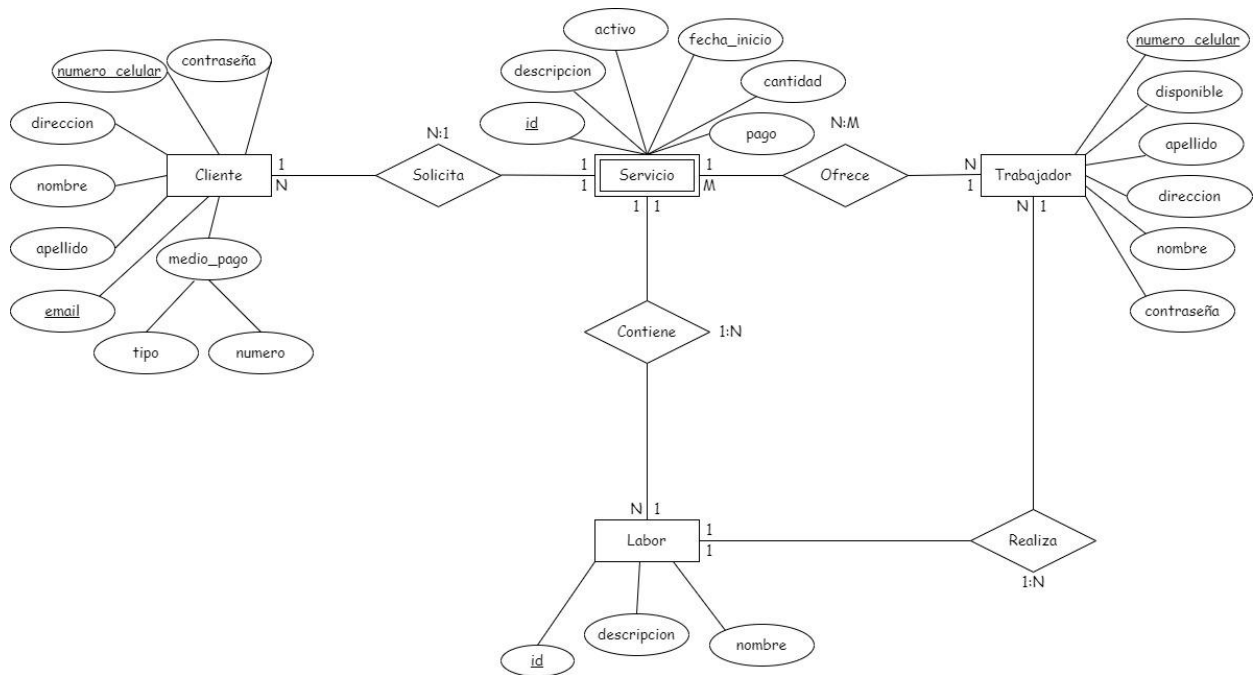 activo
fecha_inicio
numero_celular
contraseña
numero_celular
descripcion
cantidad
disponible
direccion
id
pago
N:1
N:M
apellido
1
1
1
N
Cliente
Solicita
Servicio
Ofrece
Trabajador
nombre
N
1
M
1
direccion
1
1
N
1
apellido
medio_pago
nombre
email
contraseña
Contiene
1:N
tipo
numero
N
1
1
Labor
1
Realiza
1:N
descripcion
nombre
id